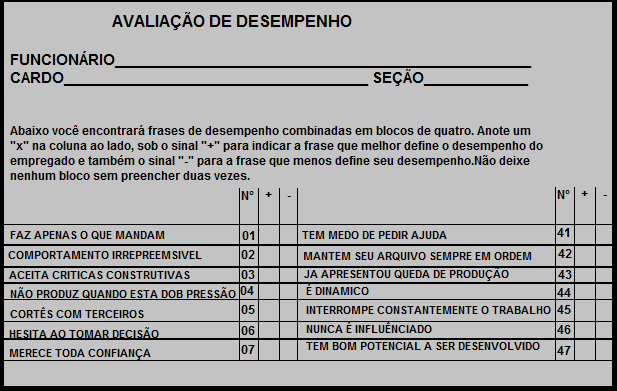 AVALIAÇÃO DE DESEMPENHO
FUNCIONÁRIO
CARDO SEÇÃO
Abaixo você encontrará frases de desempenho combinadas em blocos de quatro. Anote um
"x" na coluna ao lado, sob o sinal "+" para indicar a frase que melhor define o desempenho do
empregado e também o sinal "-" para a frase que menos define seu desempenho.Não deixe
nenhum bloco sem preencher duas vezes.
Nº + - Nº + -
FAZ APENAS O QUE MANDAM 01 TEM MEDO DE PEDIR AJUDA 41
COMPORTAMENTO IRREPREEMSIVEL 02 MANTEM SEU ARQUIVO SEMPRE EM ORDEM 42
ACEITA CRITICAS CONSTRUTIVAS 03 JA APRESENTOU QUEDA DE PRODUÇÃO 43
NÃO PRODUZ QUANDO ESTA DOB PRESSÃO 04 É DINAMICO 44
CORTÊS COM TERCEIROS 05 INTERROMPE CONSTANTEMENTE O TRABALHO 45
HESITA AO TOMAR DECISÃO 06 NUNCA É INFLUÊNCIADO 46
MERECE TODA CONFIANÇA 07 TEM BOM POTENCIAL A SER DESENVOLVIDO 47